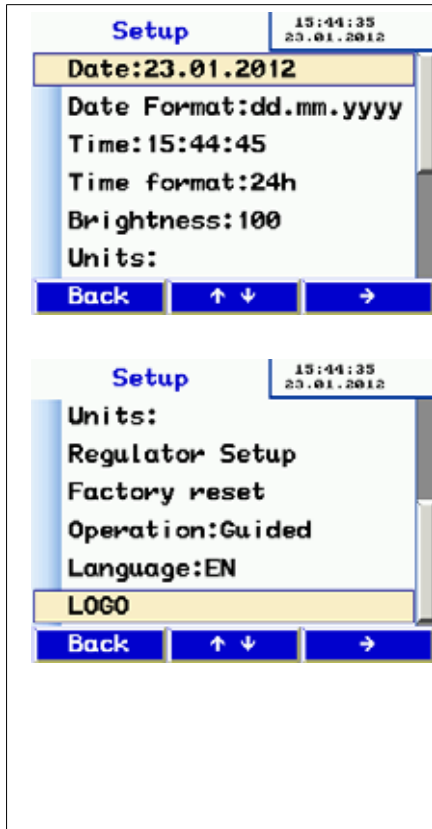 Setup
15:44:35
23.01.2012
Date:23.01.2012
Date Format:dd.mm.yyyy
Time:15:44:45
Time format:24h
Brightness:100
Units:
Back ↑ ↓ →
Setup
15:44:35
23.01.2012
Units:
Regulator Setup
Factory reset
Operation:Guided
Language:EN
LOGO
Back ↑ ↓ →